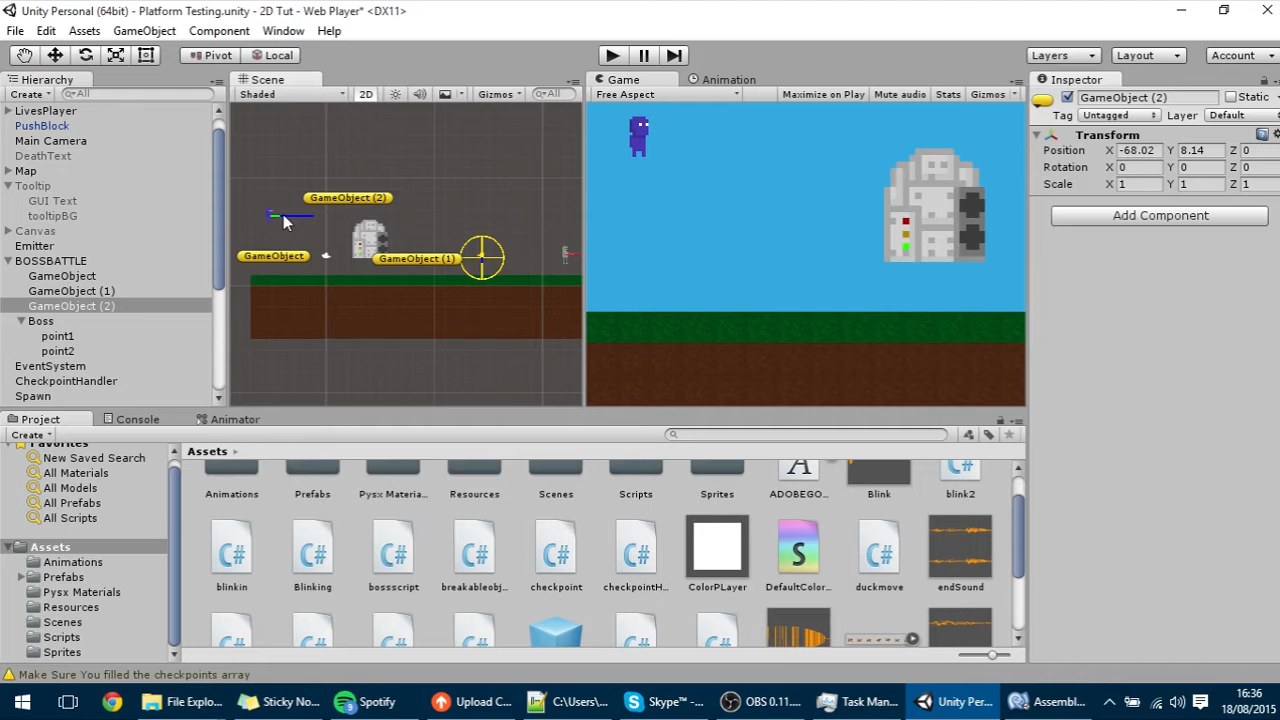 Unity Personal (64bit) - Platform Testing.unity - 2D Tut - Web Player* <DX11>
File Edit Assets GameObject Component Window Help
Pivot Local Layers Layout Account
Hierarchy
Create All
LivesPlayer
PushBlock
Main Camera
DeathText
Map
Tooltip
GUI Text
tooltipBG
Canvas
Emitter
BOSSBATTLE
GameObject
GameObject (1)
GameObject (2)
Boss
point1
point2
EventSystem
CheckpointHandler
Spawn
Scene
Shaded 2D Gizmos All
GameObject (2)
GameObject
GameObject (1)
Game Animation
Free Aspect Maximize on Play Mute audio Stats Gizmos
Inspector
GameObject (2) Static
Tag Untagged Layer Default
Transform
Position X -68.02 Y 8.14 Z 0
Rotation X 0 Y 0 Z 0
Scale X 1 Y 1 Z 1
Add Component
Project Console Animator
Create
Favorites
New Saved Search
All Materials
All Models
All Prefabs
All Scripts
Assets
Animations
Prefabs
Pysx Materials
Resources
Scenes
Scripts
Sprites
Assets
Animations Prefabs Pysx Materia... Resources Scenes Scripts Sprites ADOBEGO... Blink blink2
C# C# C# C# C# C# S C#
blinkin Blinking bossscript breakableobj... checkpoint checkpointH... ColorPLayer DefaultColor... duckmove endSound
Make Sure You filled the checkpoints array
File Explo... Sticky No... Spotify Upload C... C:\Users\... Skype™ -... OBS 0.11.... Task Man... Unity Per... Assembl...
16:36
18/08/2015